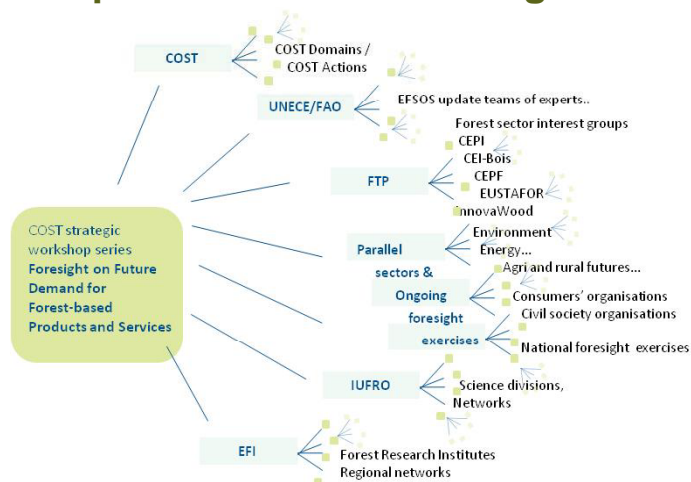 COST
COST Domains /
COST Actions
UNECE/FAO
EFSOS update teams of experts..
Forest sector interest groups
CEPI
CEI-Bois
CEPF
FTP
EUSTAFOR
InnovaWood
COST strategic
workshop series
Foresight on Future
Demand for
Forest-based
Products and Services
Environment
Energy...
Parallel
sectors &
Agri and rural futures...
Ongoing
foresight
exercises
Consumers' organisations
Civil society organisations
National foresight exercises
IUFRO
Science divisions,
Networks
EFI
Forest Research Institutes
Regional networks